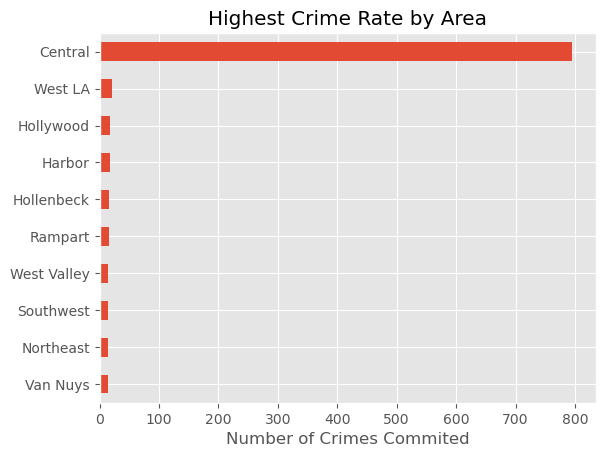 Highest Crime Rate by Area
Central
West LA
Hollywood
Harbor
Hollenbeck
Rampart
West Valley
Southwest
Northeast
Van Nuys
0 100 200 300 400 500 600 700 800
Number of Crimes Commited